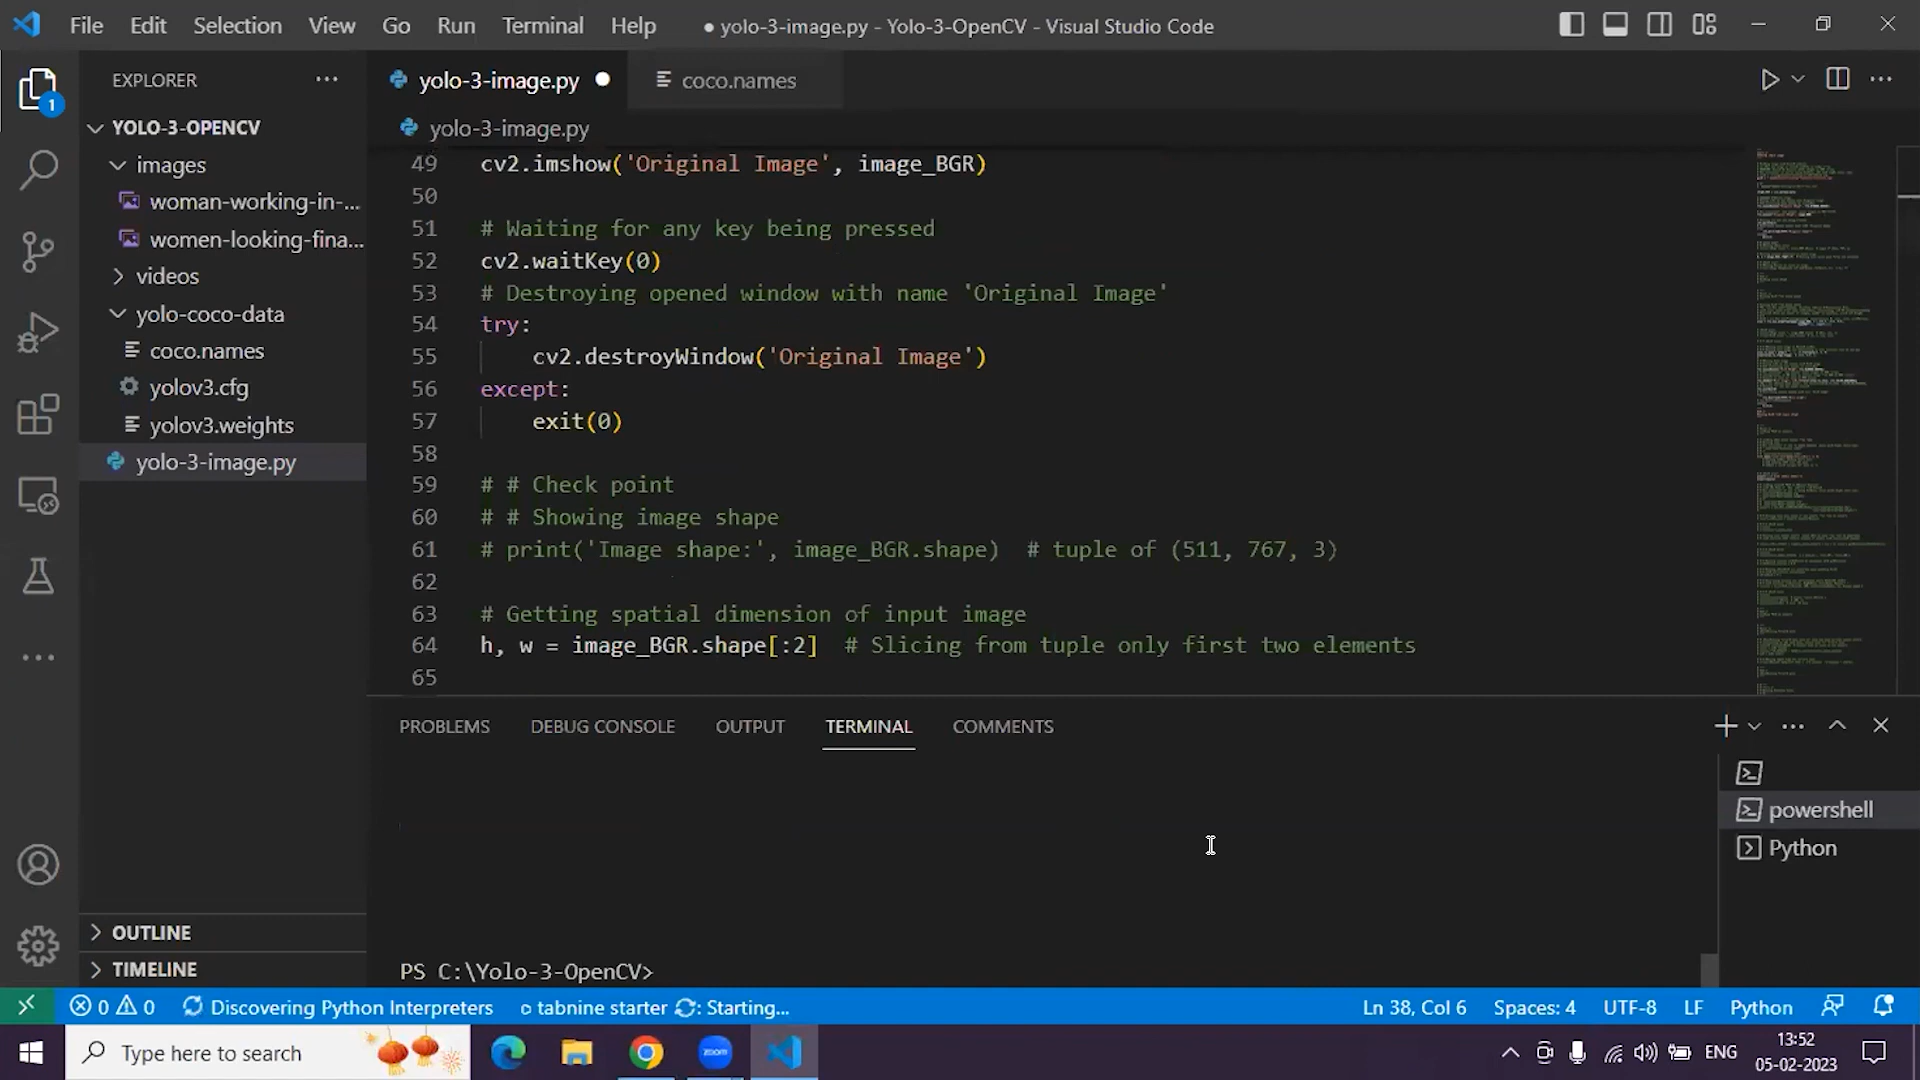 File Edit Selection View Go Run Terminal Help ● yolo-3-image.py - Yolo-3-OpenCV - Visual Studio Code
EXPLORER ···
yolo-3-image.py ●
coco.names
1
YOLO-3-OPENCV
yolo-3-image.py
images
woman-working-in-...
women-looking-fina...
videos
yolo-coco-data
coco.names
yolov3.cfg
yolov3.weights
yolo-3-image.py
49 cv2.imshow('Original Image', image_BGR)
50
51 # Waiting for any key being pressed
52 cv2.waitKey(0)
53 # Destroying opened window with name 'Original Image'
54 try:
55     cv2.destroyWindow('Original Image')
56 except:
57     exit(0)
58
59 # # Check point
60 # # Showing image shape
61 # print('Image shape:', image_BGR.shape)  # tuple of (511, 767, 3)
62
63 # Getting spatial dimension of input image
64 h, w = image_BGR.shape[:2]  # Slicing from tuple only first two elements
65
PROBLEMS DEBUG CONSOLE OUTPUT TERMINAL COMMENTS
powershell
Python
PS C:\Yolo-3-OpenCV>
OUTLINE
TIMELINE
0 0 Discovering Python Interpreters tabnine starter : Starting...
Ln 38, Col 6 Spaces: 4 UTF-8 LF Python
Type here to search
zoom
ENG
13:52
05-02-2023